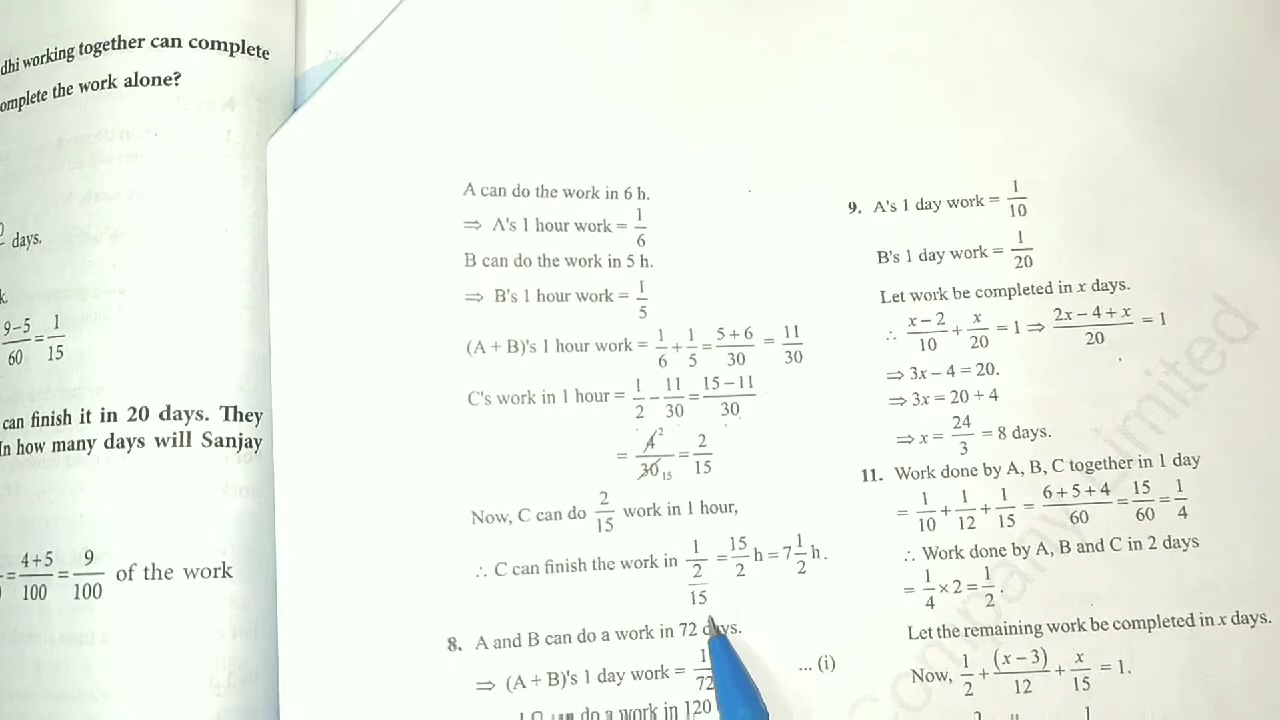 dhi working together can complete
omplete the work alone?
days.
k.
9–5/60 = 1/15
can finish it in 20 days. They
In how many days will Sanjay
= 4+5/100 = 9/100 of the work
A can do the work in 6 h.
⇒ A's 1 hour work = 1/6
B can do the work in 5 h.
⇒ B's 1 hour work = 1/5
(A + B)'s 1 hour work = 1/6 + 1/5 = 5 + 6/30 = 11/30
C's work in 1 hour = 1/2 − 11/30 = 15 − 11/30
= 4 2/30 15 = 2/15
Now, C can do 2/15 work in 1 hour,
∴ C can finish the work in 1/(2/15) = 15/2 h = 7 1/2 h.
8. A and B can do a work in 72 days.
⇒ (A + B)'s 1 day work = 1/72 ... (i)
do a work in 120
9. A's 1 day work = 1/10
B's 1 day work = 1/20
Let work be completed in x days.
∴ x − 2/10 + x/20 = 1 ⇒ 2x − 4 + x/20 = 1
⇒ 3x − 4 = 20.
⇒ 3x = 20 + 4
⇒ x = 24/3 = 8 days.
11. Work done by A, B, C together in 1 day
= 1/10 + 1/12 + 1/15 = 6 + 5 + 4/60 = 15/60 = 1/4
∴ Work done by A, B and C in 2 days
= 1/4 × 2 = 1/2.
Let the remaining work be completed in x days.
Now, 1/2 + (x − 3)/12 + x/15 = 1.
Company Limited